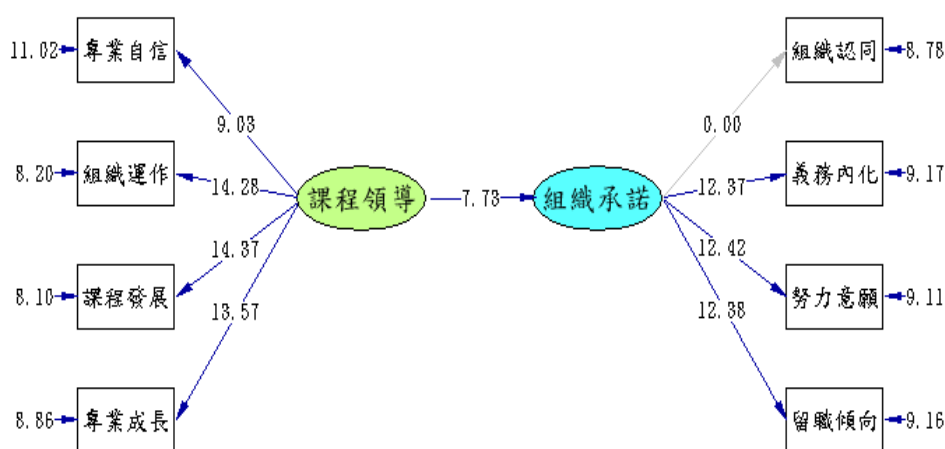 11.02 專業自信
組織認同 8.78
9.03
0.00
8.20 組織運作
14.28
12.37
義務內化 9.17
課程領導
7.73
組織承諾
14.37
12.42
8.10 課程發展
13.57
12.38
努力意願 9.11
8.86 專業成長
留職傾向 9.16